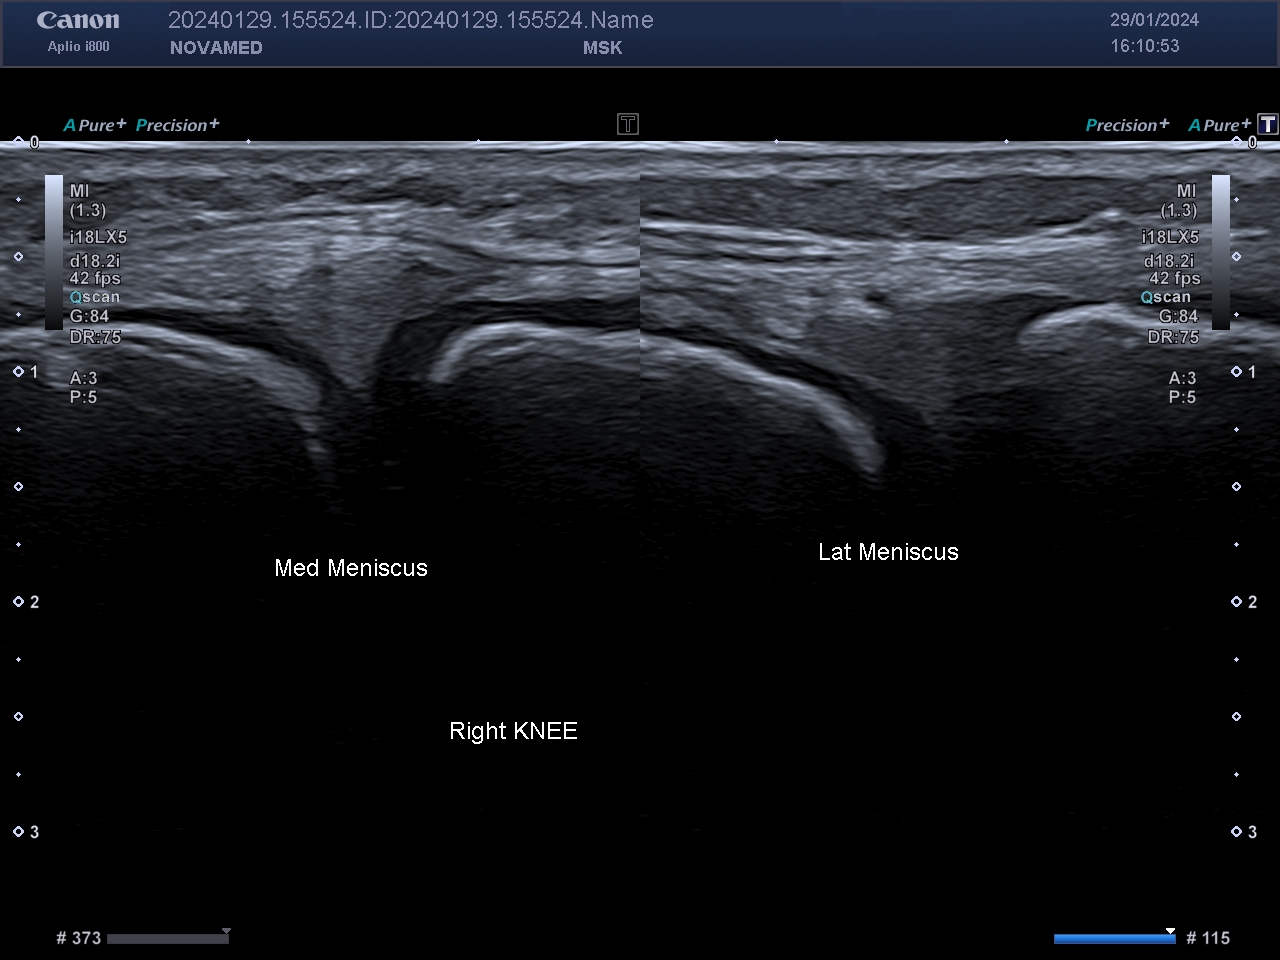 Canon
Aplio i800
20240129.155524.ID:20240129.155524.Name
NOVAMED
MSK
29/01/2024
16:10:53
A Pure+ Precision+
T
Precision+ A Pure+
T
0
MI
(1.3)
i18LX5
d18.2i
42 fps
Qscan
G:84
DR:75
1
A:3
P:5
2
3
0
MI
(1.3)
i18LX5
d18.2i
42 fps
Qscan
G:84
DR:75
1
A:3
P:5
2
3
Med Meniscus
Lat Meniscus
Right KNEE
# 373
# 115